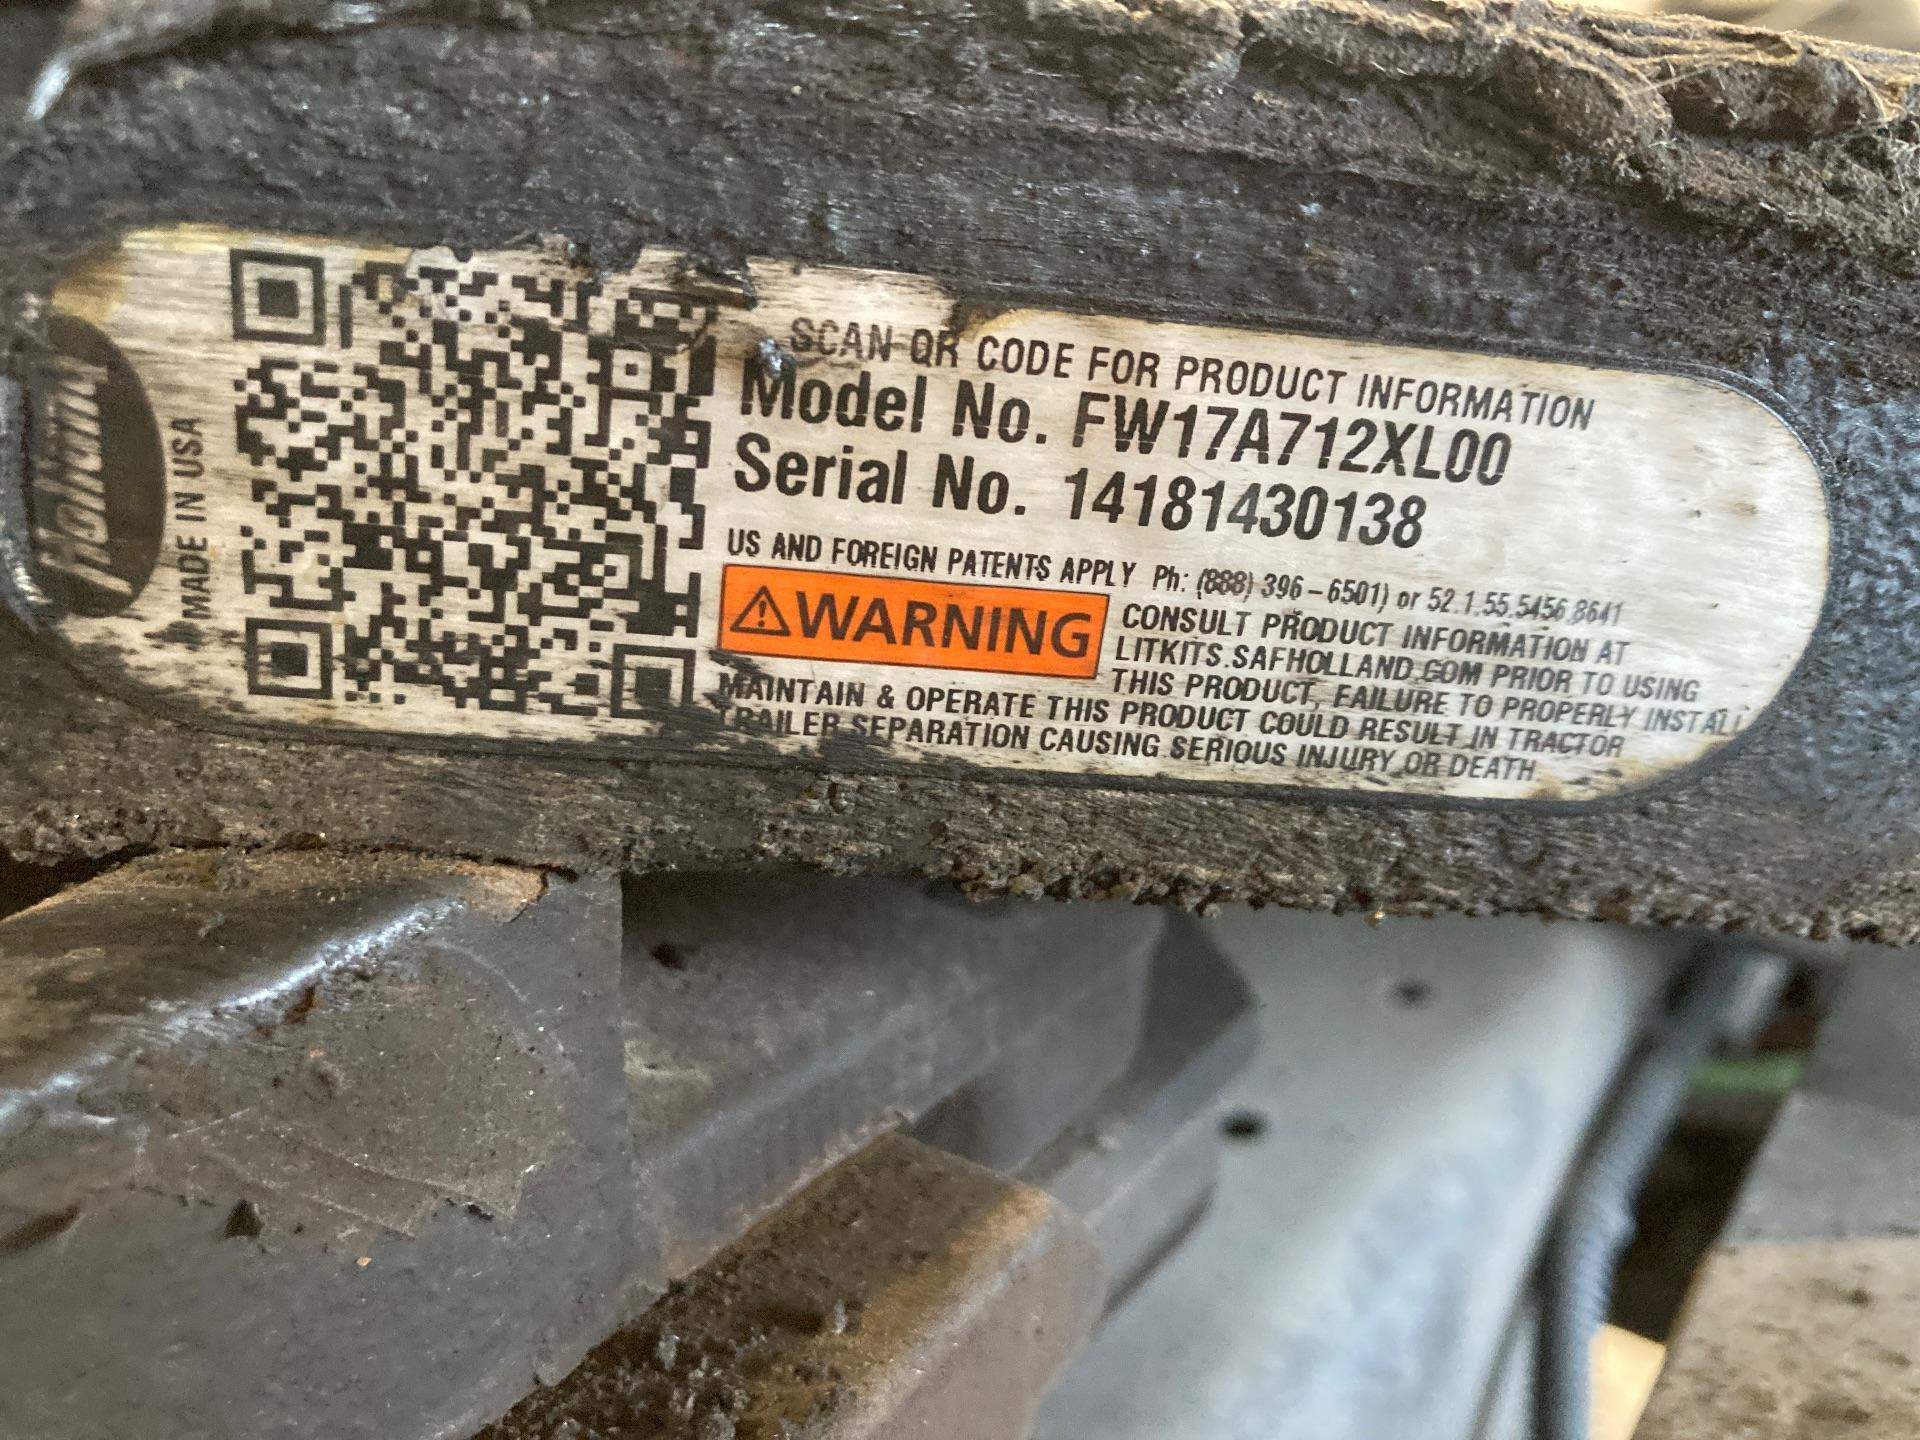 Holland
MADE IN USA
SCAN QR CODE FOR PRODUCT INFORMATION
Model No. FW17A712XL00
Serial No. 14181430138
US AND FOREIGN PATENTS APPLY Ph: (888) 396-6501) or 52.1.55.5456.8641
WARNING
CONSULT PRODUCT INFORMATION AT
LITKITS.SAFHOLLAND.COM PRIOR TO USING
THIS PRODUCT, FAILURE TO PROPERLY INSTALL
MAINTAIN & OPERATE THIS PRODUCT COULD RESULT IN TRACTOR
TRAILER SEPARATION CAUSING SERIOUS INJURY OR DEATH